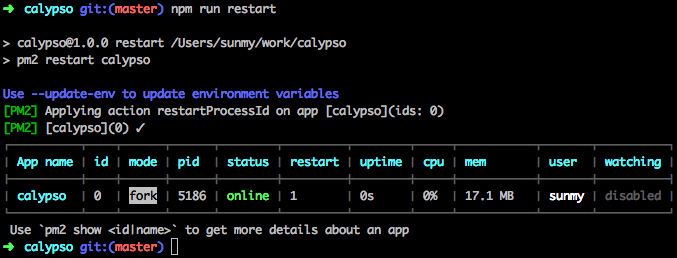 ➜ calypso git:(master) npm run restart
> calypso@1.0.0 restart /Users/sunmy/work/calypso
> pm2 restart calypso
Use --update-env to update environment variables
[PM2] Applying action restartProcessId on app [calypso](ids: 0)
[PM2] [calypso](0) ✓
App name │ id │ mode │ pid │ status │ restart │ uptime │ cpu │ mem │ user │ watching
calypso │ 0 │ fork │ 5186 │ online │ 1 │ 0s │ 0% │ 17.1 MB │ sunmy │ disabled
Use `pm2 show <id|name>` to get more details about an app
➜ calypso git:(master)